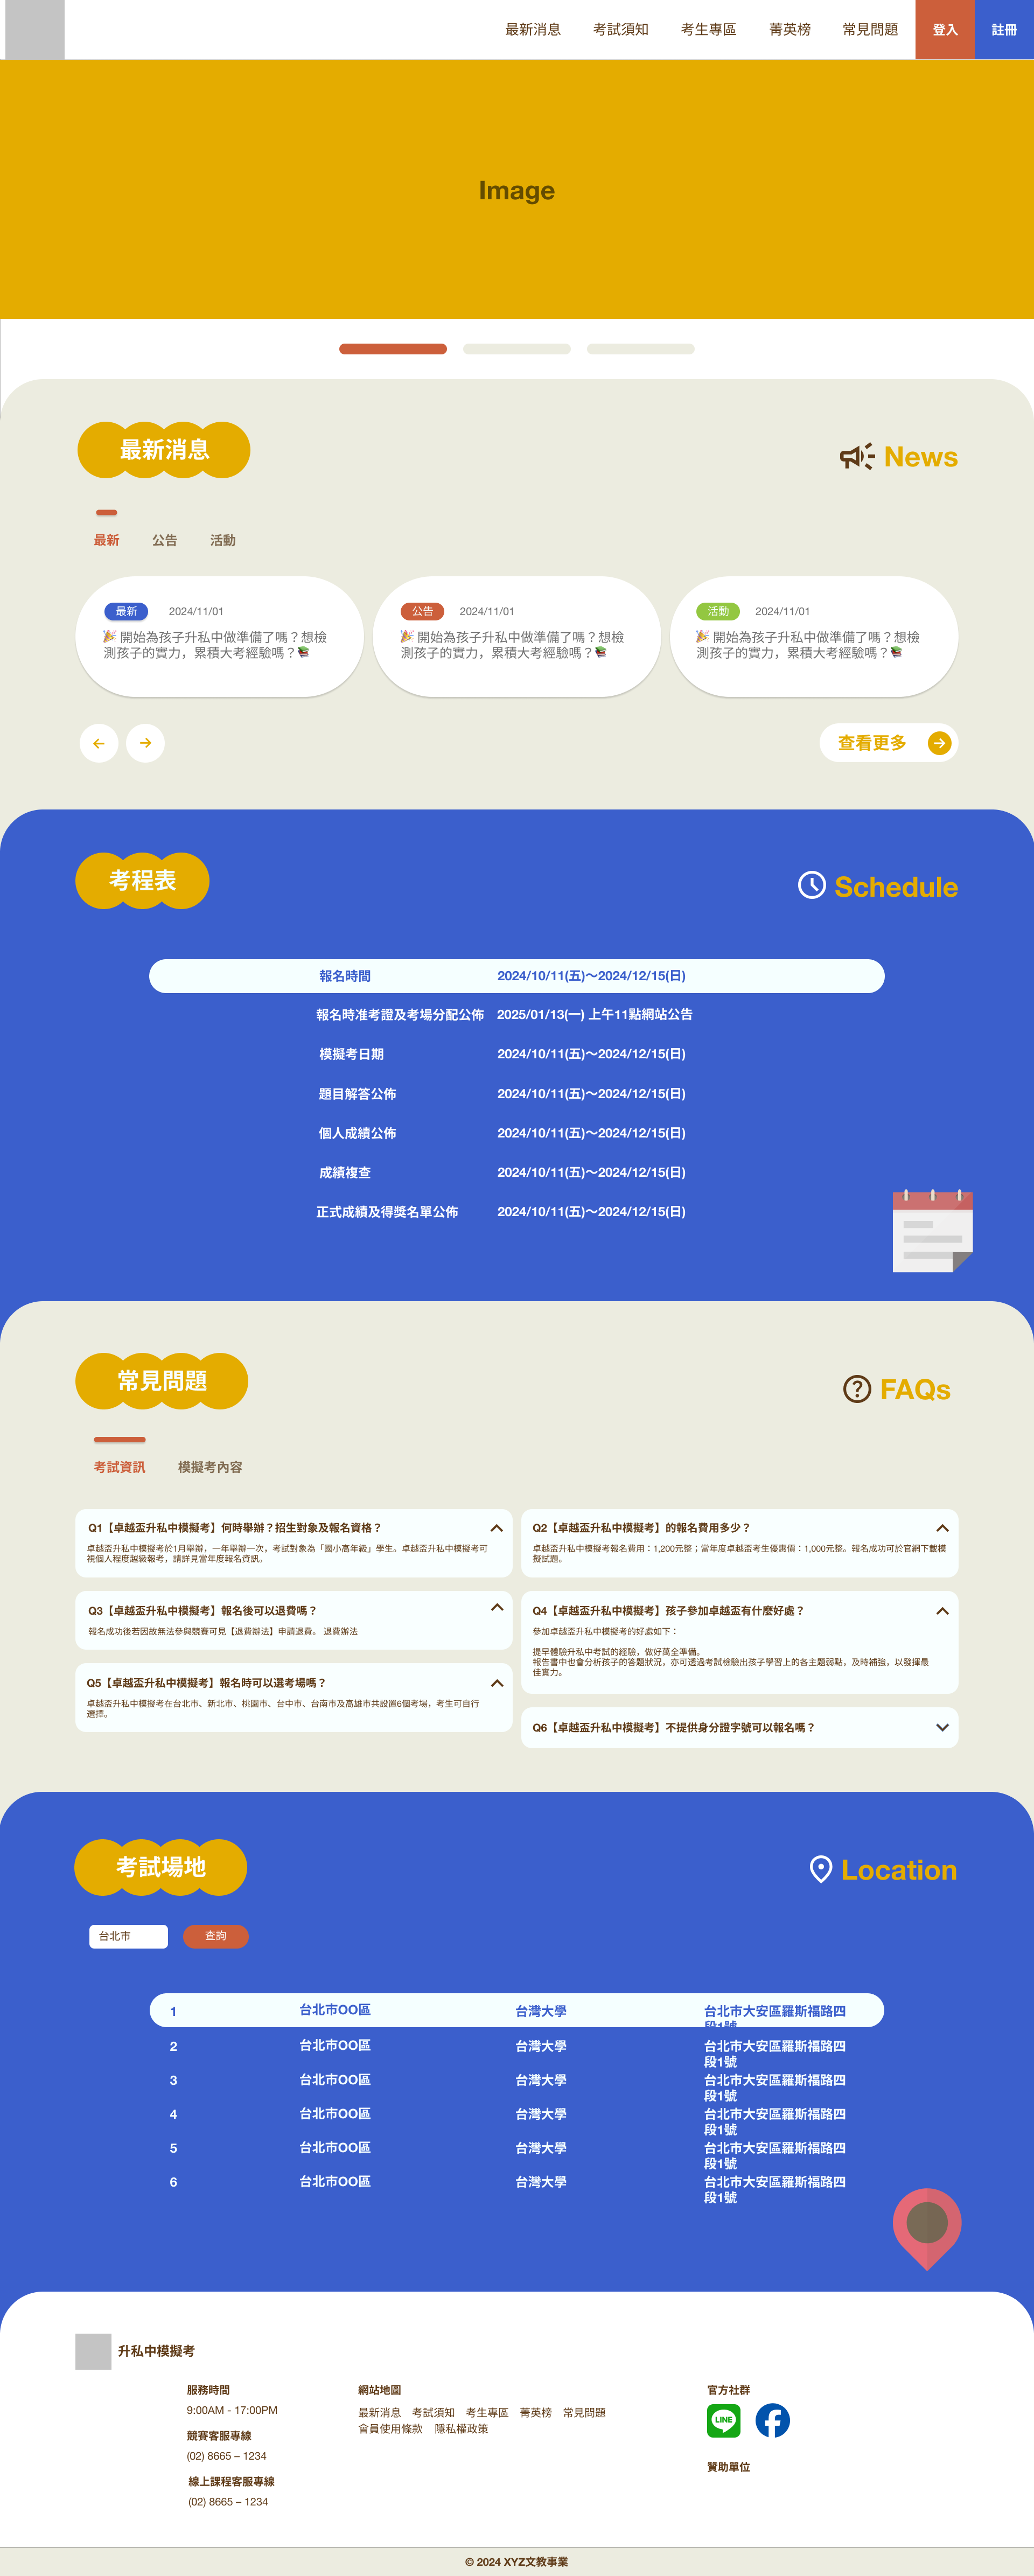 最新消息 考試須知 考生專區 菁英榜 常見問題 登入 註冊
Image
最新消息
News
最新 公告 活動
最新 2024/11/01
🎉 開始為孩子升私中做準備了嗎？想檢
測孩子的實力，累積大考經驗嗎？📚
公告 2024/11/01
🎉 開始為孩子升私中做準備了嗎？想檢
測孩子的實力，累積大考經驗嗎？📚
活動 2024/11/01
🎉 開始為孩子升私中做準備了嗎？想檢
測孩子的實力，累積大考經驗嗎？📚
查看更多
考程表
Schedule
報名時間 2024/10/11(五)～2024/12/15(日)
報名時准考證及考場分配公佈 2025/01/13(一) 上午11點網站公告
模擬考日期 2024/10/11(五)～2024/12/15(日)
題目解答公佈 2024/10/11(五)～2024/12/15(日)
個人成績公佈 2024/10/11(五)～2024/12/15(日)
成績複查 2024/10/11(五)～2024/12/15(日)
正式成績及得獎名單公佈 2024/10/11(五)～2024/12/15(日)
常見問題
FAQs
考試資訊 模擬考內容
Q1【卓越盃升私中模擬考】何時舉辦？招生對象及報名資格？
卓越盃升私中模擬考於1月舉辦，一年舉辦一次，考試對象為「國小高年級」學生。卓越盃升私中模擬考可
視個人程度越級報考，請詳見當年度報名資訊。
Q2【卓越盃升私中模擬考】的報名費用多少？
卓越盃升私中模擬考報名費用：1,200元整；當年度卓越盃考生優惠價：1,000元整。報名成功可於官網下載模
擬試題。
Q3【卓越盃升私中模擬考】報名後可以退費嗎？
報名成功後若因故無法參與競賽可見【退費辦法】申請退費。 退費辦法
Q4【卓越盃升私中模擬考】孩子參加卓越盃有什麼好處？
參加卓越盃升私中模擬考的好處如下：
提早體驗升私中考試的經驗，做好萬全準備。
報告書中也會分析孩子的答題狀況，亦可透過考試檢驗出孩子學習上的各主題弱點，及時補強，以發揮最
佳實力。
Q5【卓越盃升私中模擬考】報名時可以選考場嗎？
卓越盃升私中模擬考在台北市、新北市、桃園市、台中市、台南市及高雄市共設置6個考場，考生可自行
選擇。
Q6【卓越盃升私中模擬考】不提供身分證字號可以報名嗎？
考試場地
Location
台北市 查詢
1 台北市OO區 台灣大學 台北市大安區羅斯福路四
段1號
2 台北市OO區 台灣大學 台北市大安區羅斯福路四
段1號
3 台北市OO區 台灣大學 台北市大安區羅斯福路四
段1號
4 台北市OO區 台灣大學 台北市大安區羅斯福路四
段1號
5 台北市OO區 台灣大學 台北市大安區羅斯福路四
段1號
6 台北市OO區 台灣大學 台北市大安區羅斯福路四
段1號
升私中模擬考
服務時間
9:00AM - 17:00PM
競賽客服專線
(02) 8665 – 1234
線上課程客服專線
(02) 8665 – 1234
網站地圖
最新消息 考試須知 考生專區 菁英榜 常見問題
會員使用條款 隱私權政策
官方社群
LINE
贊助單位
© 2024 XYZ文教事業